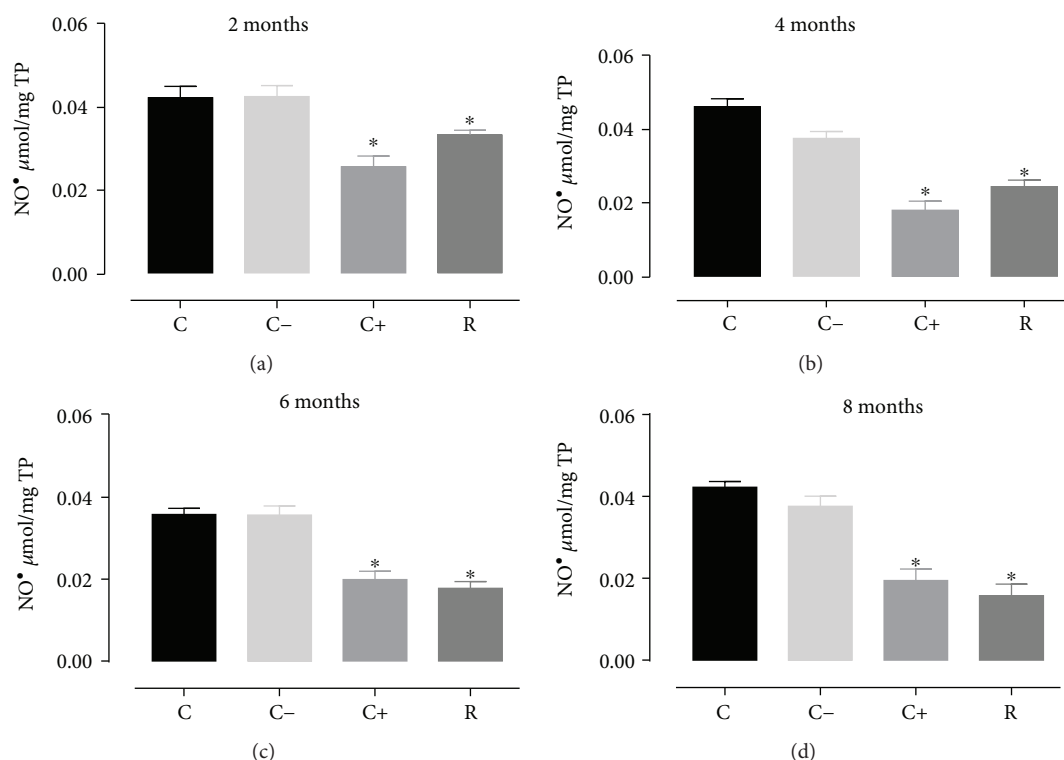 2 months
NO• μmol/mg TP
0.06
0.04
0.02
0.00
*
*
C
C−
C+
R
(a)
4 months
NO• μmol/mg TP
0.06
0.04
0.02
0.00
*
*
C
C−
C+
R
(b)
6 months
NO• μmol/mg TP
0.06
0.04
0.02
0.00
*
*
C
C−
C+
R
(c)
8 months
NO• μmol/mg TP
0.06
0.04
0.02
0.00
*
*
C
C−
C+
R
(d)